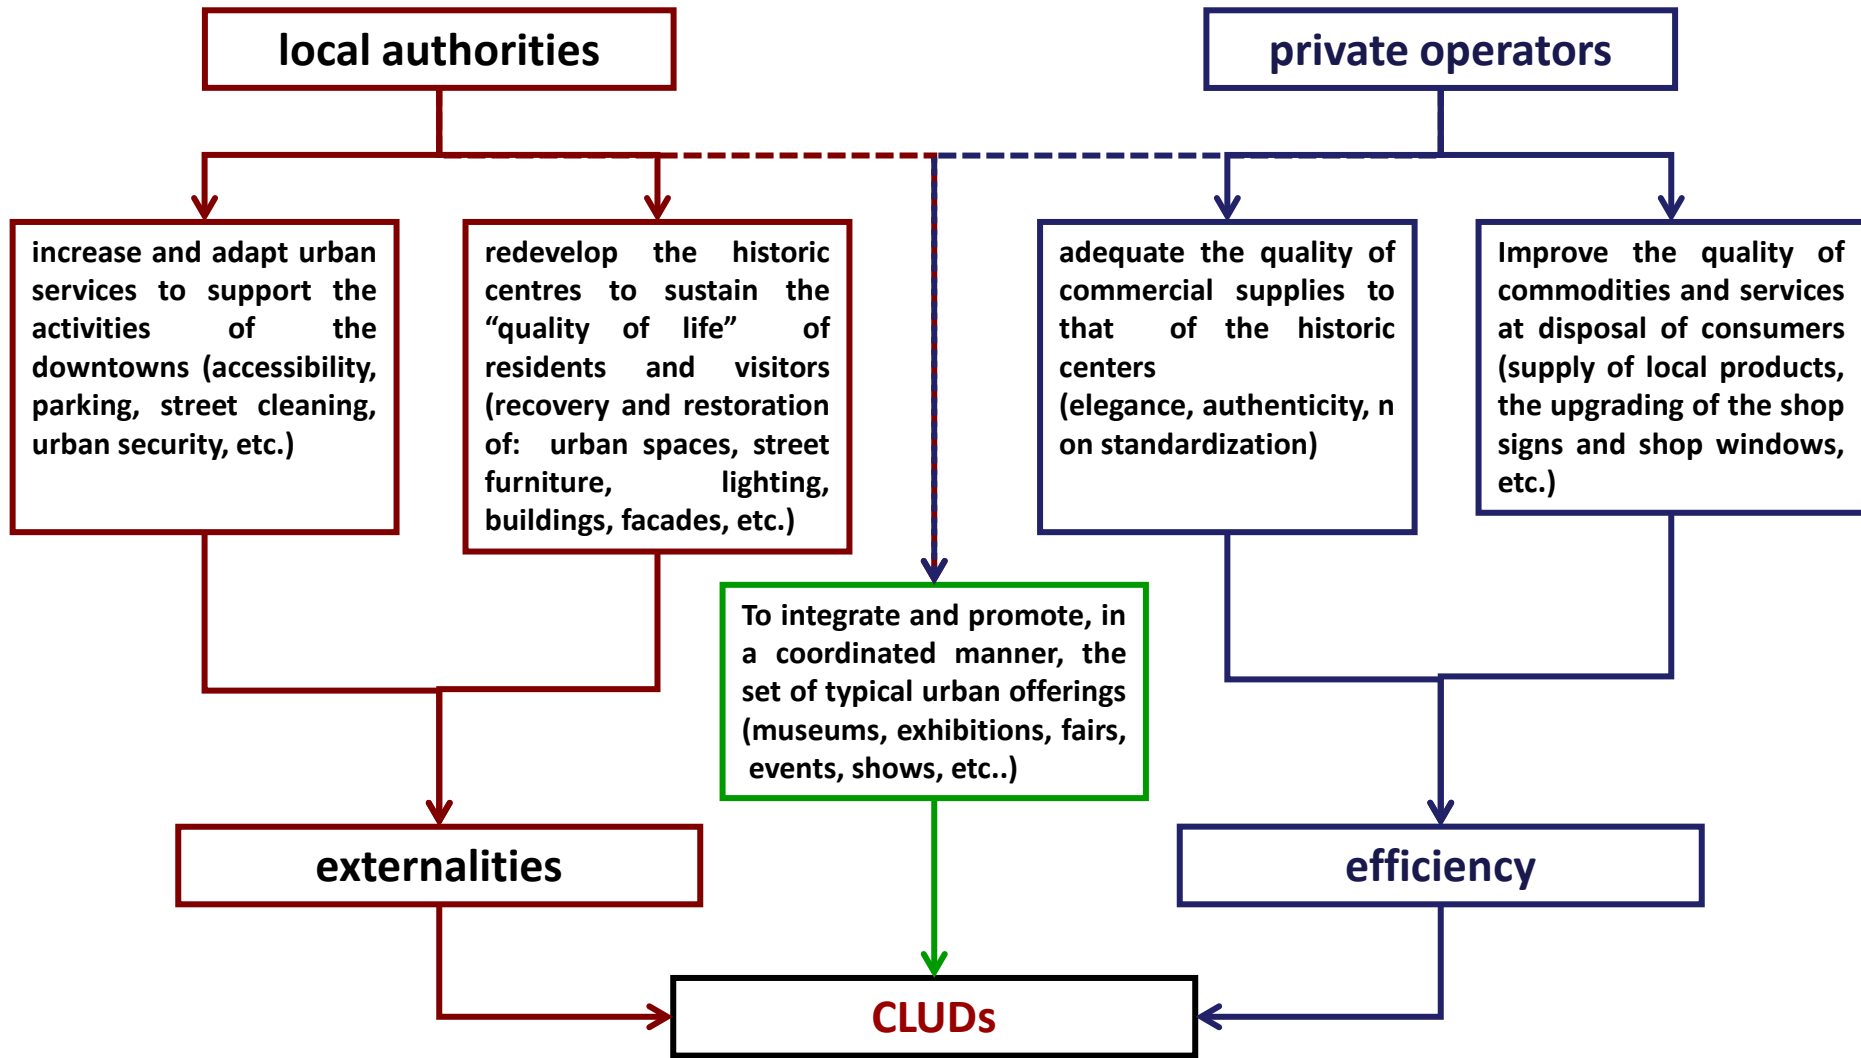 local authorities
private operators
increase and adapt urban
services to support the
activities of the
downtowns (accessibility,
parking, street cleaning,
urban security, etc.)
redevelop the historic
centres to sustain the
“quality of life” of
residents and visitors
(recovery and restoration
of: urban spaces, street
furniture, lighting,
buildings, facades, etc.)
adequate the quality of
commercial supplies to
that of the historic
centers
(elegance, authenticity, n
on standardization)
Improve the quality of
commodities and services
at disposal of consumers
(supply of local products,
the upgrading of the shop
signs and shop windows,
etc.)
To integrate and promote, in
a coordinated manner, the
set of typical urban offerings
(museums, exhibitions, fairs,
events, shows, etc..)
externalities
efficiency
CLUDs